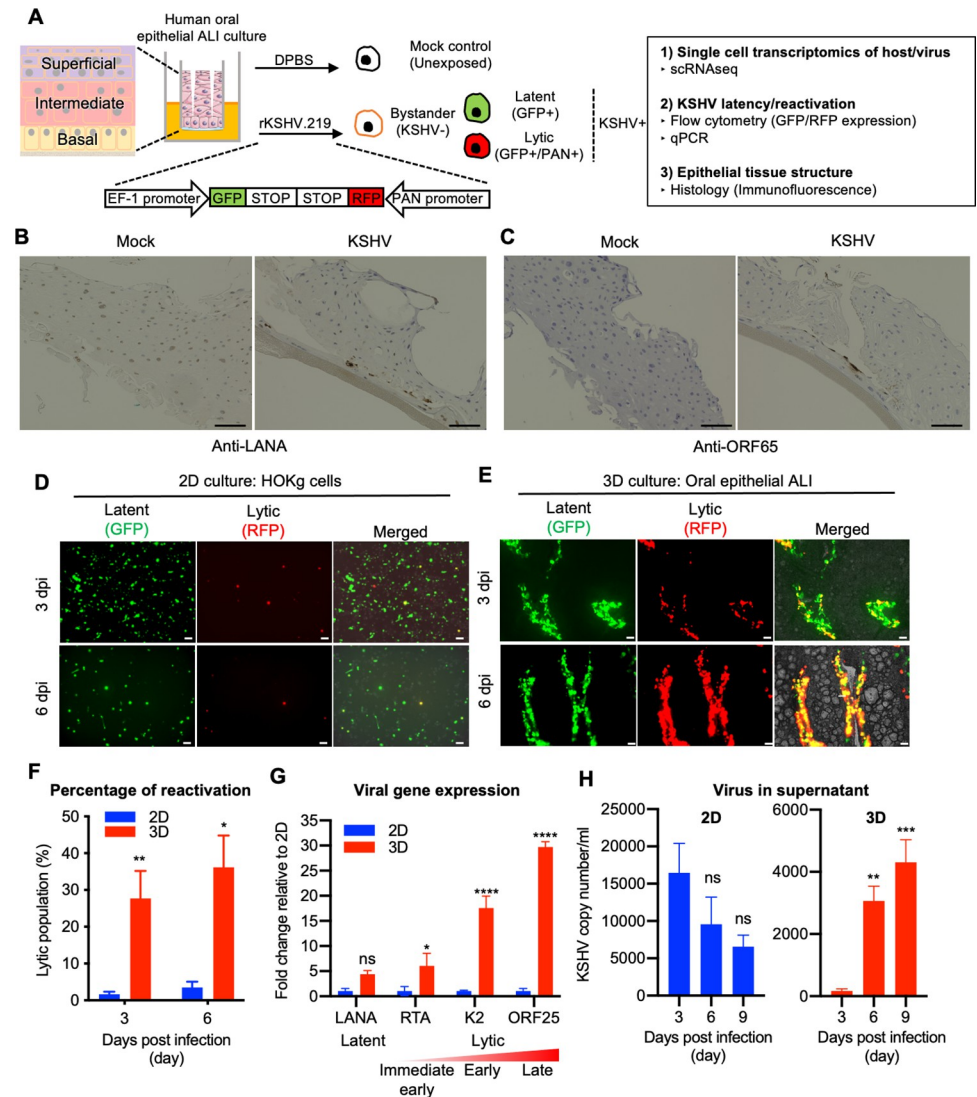 A
Human oral
epithelial ALI culture
Superficial
Intermediate
Basal
DPBS
Mock control
(Unexposed)
rKSHV.219
Bystander
(KSHV-)
Latent
(GFP+)
Lytic
(GFP+/PAN+)
KSHV+
1) Single cell transcriptomics of host/virus
‣ scRNAseq
2) KSHV latency/reactivation
‣ Flow cytometry (GFP/RFP expression)
‣ qPCR
3) Epithelial tissue structure
‣ Histology (Immunofluorescence)
EF-1 promoter GFP STOP STOP RFP PAN promoter
B
Mock KSHV
Anti-LANA
C
Mock KSHV
Anti-ORF65
D
2D culture: HOKg cells
Latent
(GFP)
Lytic
(RFP)
Merged
3 dpi
6 dpi
E
3D culture: Oral epithelial ALI
Latent
(GFP)
Lytic
(RFP)
Merged
3 dpi
6 dpi
F
Percentage of reactivation
2D
3D
Lytic population (%)
50
40
30
20
10
0
**
*
3 6
Days post infection
(day)
G
Viral gene expression
2D
3D
Fold change relative to 2D
35
30
25
20
15
10
5
0
ns
*
****
****
LANA RTA K2 ORF25
Latent Lytic
Immediate
early
Early
Late
H
Virus in supernatant
2D
KSHV copy number/ml
25000
20000
15000
10000
5000
0
ns
ns
3 6 9
Days post infection
(day)
3D
6000
4000
2000
0
**
***
3 6 9
Days post infection
(day)